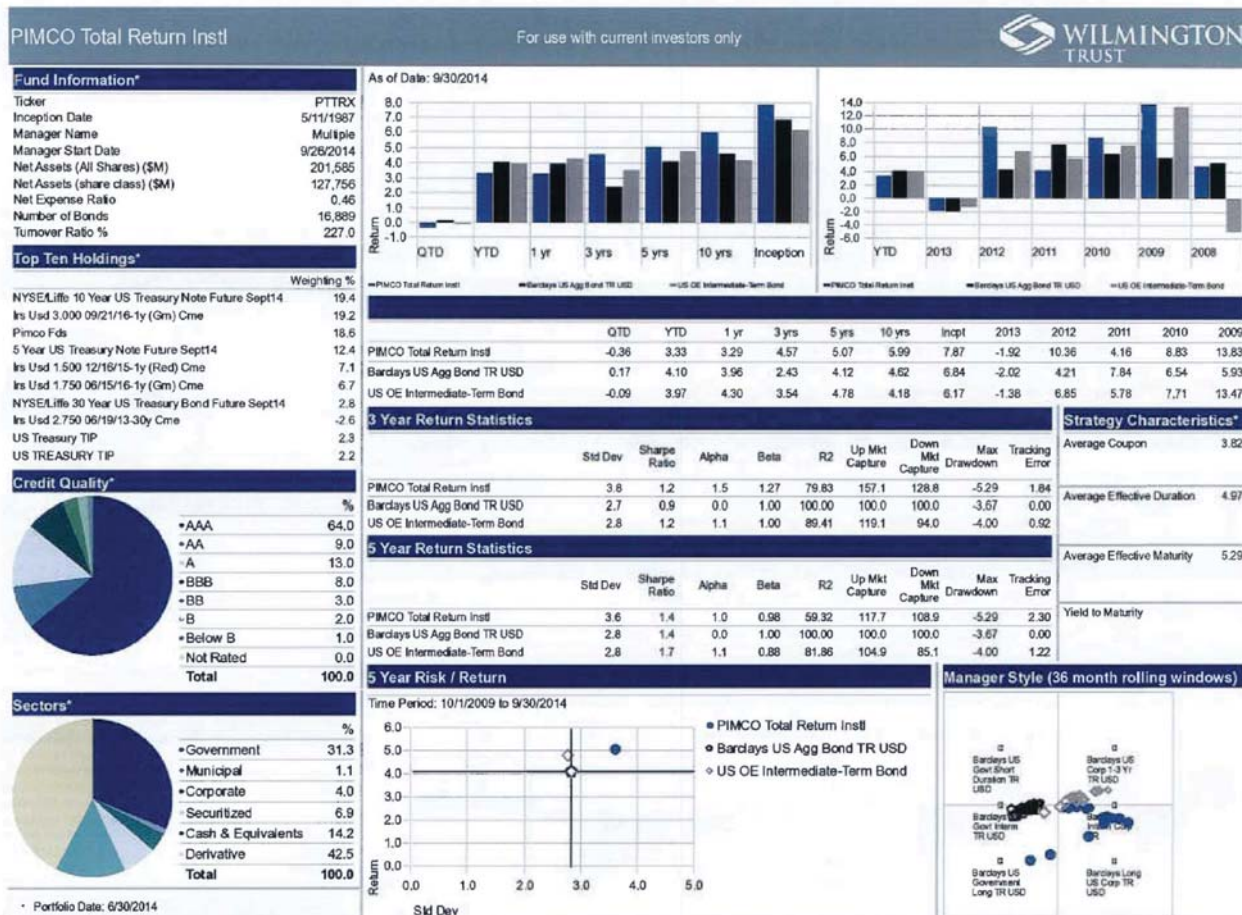 PIMCO Total Return Instl
For use with current investors only
WILMINGTON
TRUST
Fund Information*
Ticker PTTRX
Inception Date 5/11/1987
Manager Name Multiple
Manager Start Date 9/26/2014
Net Assets (All Shares) ($M) 201,585
Net Assets (share class) ($M) 127,756
Net Expense Ratio 0.46
Number of Bonds 16,889
Turnover Ratio % 227.0
Top Ten Holdings*
Weighting %
NYSE/Liffe 10 Year US Treasury Note Future Sept14 19.4
Irs Usd 3.000 09/21/16-1y (Grn) Cme 19.2
Pimco Fds 18.6
5 Year US Treasury Note Future Sept14 12.4
Irs Usd 1.500 12/16/15-1y (Red) Cme 7.1
Irs Usd 1.750 06/15/16-1y (Grn) Cme 6.7
NYSE/Liffe 30 Year US Treasury Bond Future Sept14 2.8
Irs Usd 2.750 06/19/13-30y Cme -2.6
US Treasury TIP 2.3
US TREASURY TIP 2.2
Credit Quality*
%
AAA 64.0
AA 9.0
A 13.0
BBB 8.0
BB 3.0
B 2.0
Below B 1.0
Not Rated 0.0
Total 100.0
Sectors*
%
Government 31.3
Municipal 1.1
Corporate 4.0
Securitized 6.9
Cash & Equivalents 14.2
Derivative 42.5
Total 100.0
* Portfolio Date: 6/30/2014
As of Date: 9/30/2014
8.0
7.0
6.0
5.0
4.0
3.0
2.0
1.0
0.0
-1.0
Return
QTD YTD 1 yr 3 yrs 5 yrs 10 yrs Inception
PIMCO Total Return Instl Barclays US Agg Bond TR USD US OE Intermediate-Term Bond
14.0
12.0
10.0
8.0
6.0
4.0
2.0
0.0
-2.0
-4.0
-6.0
Return
YTD 2013 2012 2011 2010 2009 2008
PIMCO Total Return Instl Barclays US Agg Bond TR USD US OE Intermediate-Term Bond
QTD YTD 1 yr 3 yrs 5 yrs 10 yrs Incpt 2013 2012 2011 2010 2009
PIMCO Total Return Instl -0.36 3.33 3.29 4.57 5.07 5.99 7.87 -1.92 10.36 4.16 8.83 13.83
Barclays US Agg Bond TR USD 0.17 4.10 3.96 2.43 4.12 4.62 6.84 -2.02 4.21 7.84 6.54 5.93
US OE Intermediate-Term Bond -0.09 3.97 4.30 3.54 4.78 4.18 6.17 -1.38 6.85 5.78 7.71 13.47
3 Year Return Statistics
Std Dev Sharpe Ratio Alpha Beta R2 Up Mkt Capture Down Mkt Capture Max Drawdown Tracking Error
PIMCO Total Return Instl 3.8 1.2 1.5 1.27 79.83 157.1 128.8 -5.29 1.84
Barclays US Agg Bond TR USD 2.7 0.9 0.0 1.00 100.00 100.0 100.0 -3.67 0.00
US OE Intermediate-Term Bond 2.8 1.2 1.1 1.00 89.41 119.1 94.0 -4.00 0.92
5 Year Return Statistics
Std Dev Sharpe Ratio Alpha Beta R2 Up Mkt Capture Down Mkt Capture Max Drawdown Tracking Error
PIMCO Total Return Instl 3.6 1.4 1.0 0.98 59.32 117.7 108.9 -5.29 2.30
Barclays US Agg Bond TR USD 2.8 1.4 0.0 1.00 100.00 100.0 100.0 -3.67 0.00
US OE Intermediate-Term Bond 2.8 1.7 1.1 0.88 81.86 104.9 85.1 -4.00 1.22
Strategy Characteristics*
Average Coupon 3.82
Average Effective Duration 4.97
Average Effective Maturity 5.29
Yield to Maturity
5 Year Risk / Return
Time Period: 10/1/2009 to 9/30/2014
6.0
5.0
4.0
3.0
2.0
1.0
0.0
Return
0.0 1.0 2.0 3.0 4.0 5.0
Std Dev
PIMCO Total Return Instl
Barclays US Agg Bond TR USD
US OE Intermediate-Term Bond
Manager Style (36 month rolling windows)
Barclays US
Govt Short
Duration TR
USD
Barclays US
Corp 1-3 Yr
TR USD
Barclays
Govt Interm
TR USD
Barclays US
Government
Long TR USD
Barclays Long
US Corp TR
USD